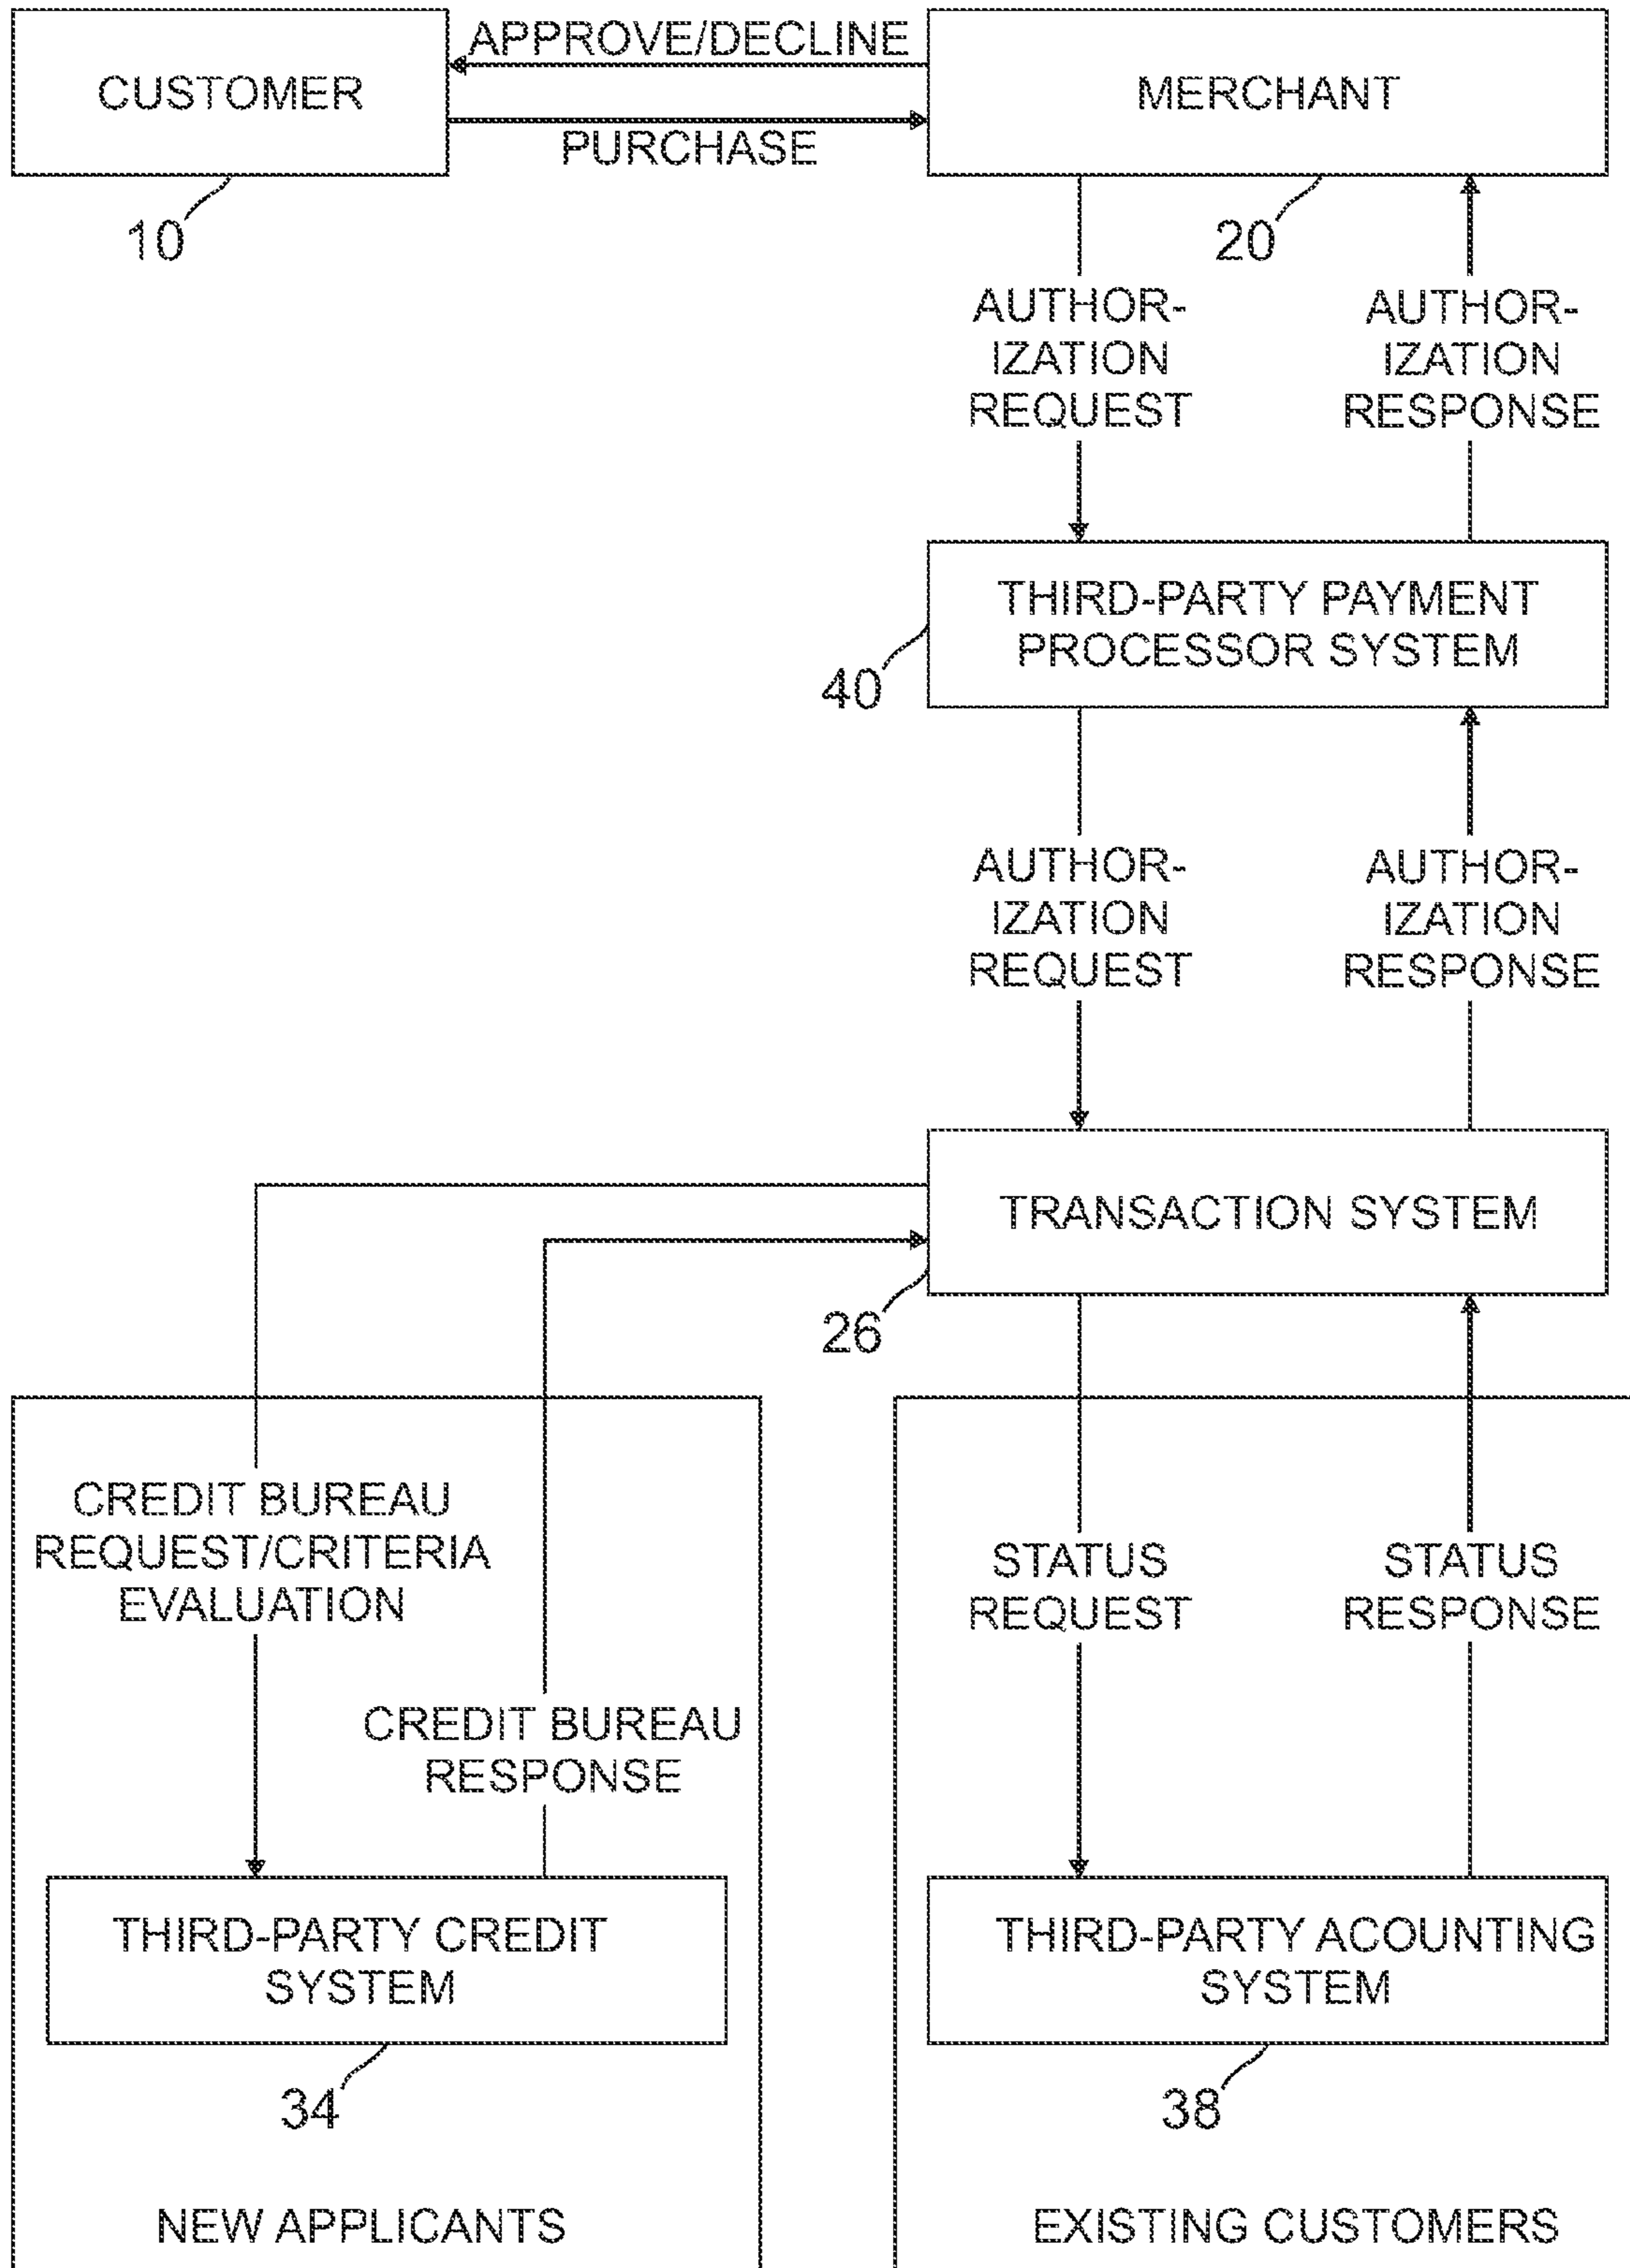 APPROVE/DECLINE
CUSTOMER
MERCHANT
PURCHASE
10
20
AUTHOR-
IZATION
REQUEST
AUTHOR-
IZATION
RESPONSE
THIRD-PARTY PAYMENT
PROCESSOR SYSTEM
40
AUTHOR-
IZATION
REQUEST
AUTHOR-
IZATION
RESPONSE
TRANSACTION SYSTEM
26
CREDIT BUREAU
REQUEST/CRITERIA
EVALUATION
CREDIT BUREAU
RESPONSE
STATUS
REQUEST
STATUS
RESPONSE
THIRD-PARTY CREDIT
SYSTEM
34
THIRD-PARTY ACOUNTING
SYSTEM
38
NEW APPLICANTS
EXISTING CUSTOMERS